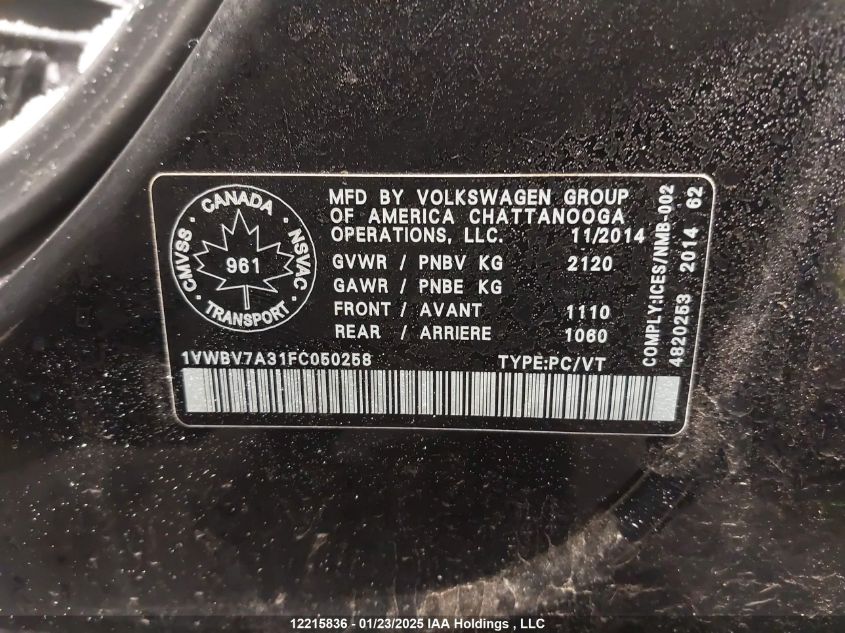 CANADA
CMVSS
NSVAC
961
TRANSPORT
MFD BY VOLKSWAGEN GROUP
OF AMERICA CHATTANOOGA
OPERATIONS, LLC. 11/2014
GVWR / PNBV KG 2120
GAWR / PNBE KG
FRONT / AVANT 1110
REAR / ARRIERE 1060
1VWBV7A31FC050258 TYPE:PC/VT
COMPLY:ICES/NMB-002
4820253 2014 62
12215836 - 01/23/2025 IAA Holdings , LLC